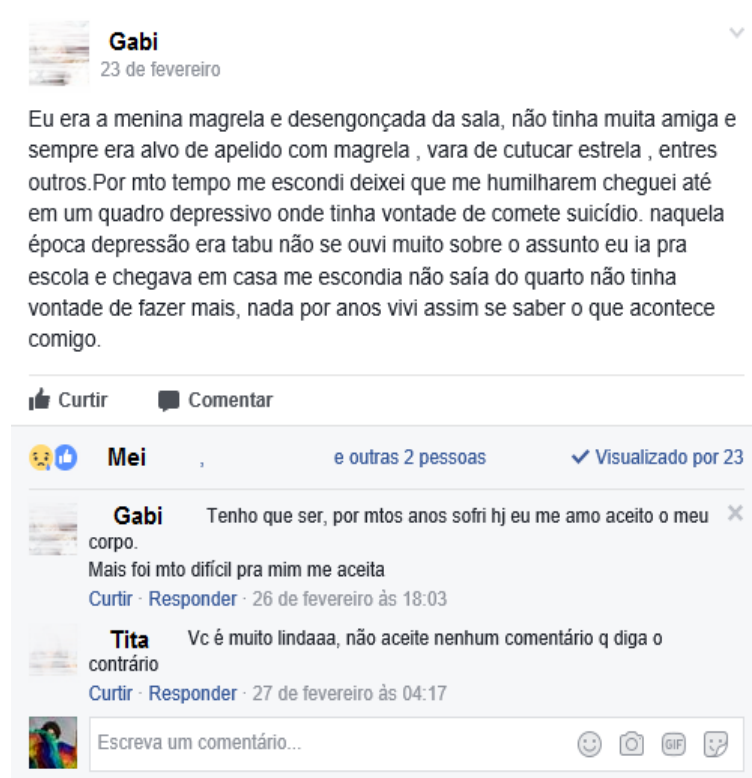 Gabi
23 de fevereiro
Eu era a menina magrela e desengonçada da sala, não tinha muita amiga e
sempre era alvo de apelido com magrela , vara de cutucar estrela , entres
outros.Por mto tempo me escondi deixei que me humilharem cheguei até
em um quadro depressivo onde tinha vontade de comete suicídio. naquela
época depressão era tabu não se ouvi muito sobre o assunto eu ia pra
escola e chegava em casa me escondia não saía do quarto não tinha
vontade de fazer mais, nada por anos vivi assim se saber o que acontece
comigo.
Curtir Comentar
Mei , e outras 2 pessoas Visualizado por 23
Gabi Tenho que ser, por mtos anos sofri hj eu me amo aceito o meu
corpo.
Mais foi mto difícil pra mim me aceita
Curtir · Responder · 26 de fevereiro às 18:03
Tita Vc é muito lindaaa, não aceite nenhum comentário q diga o
contrário
Curtir · Responder · 27 de fevereiro às 04:17
Escreva um comentário... GIF